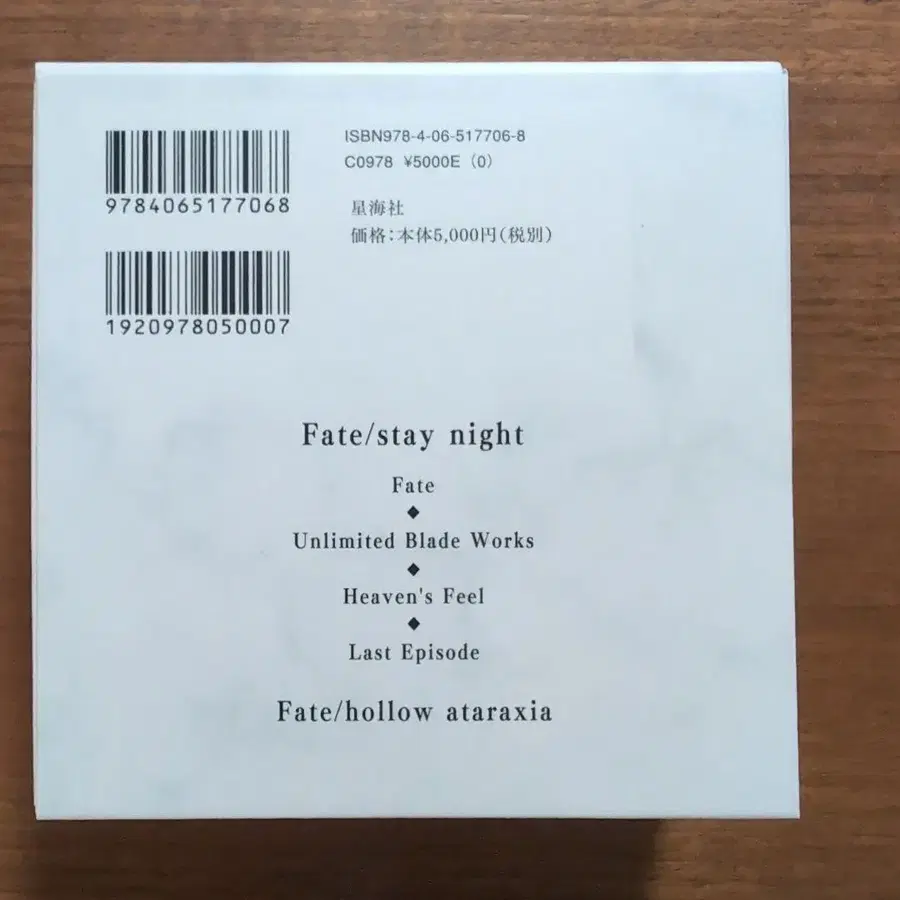 ISBN978-4-06-517706-8
C0978 ¥5000E (0)
9784065177068
星海社
価格:本体5,000円(税別)
1920978050007
Fate/stay night
Fate
◆
Unlimited Blade Works
◆
Heaven's Feel
◆
Last Episode
Fate/hollow ataraxia